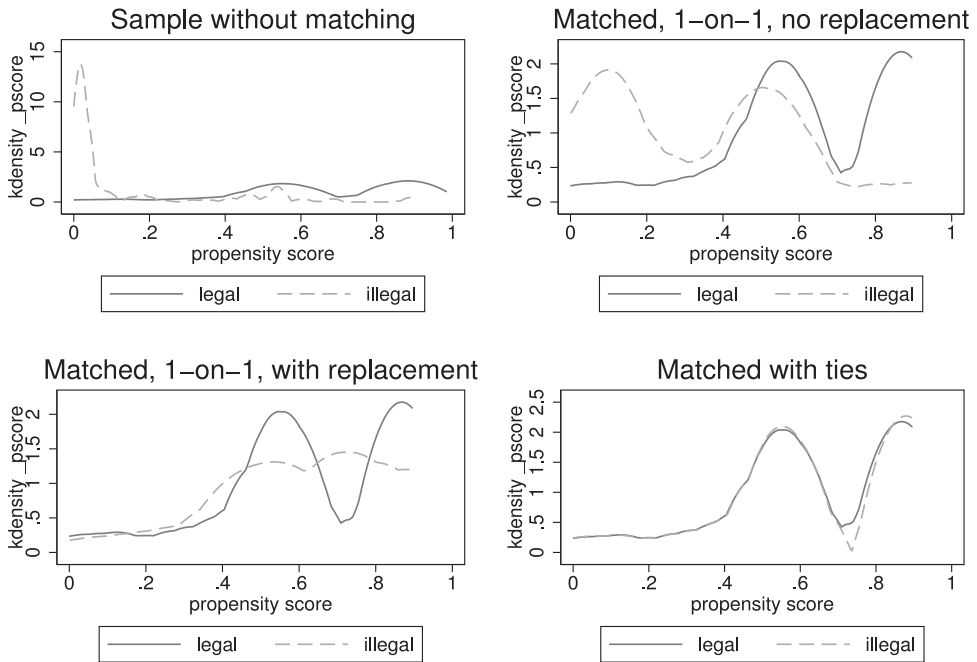 Sample without matching
kdensity _pscore
15
10
5
0
0 .2 .4 .6 .8 1
propensity score
legal illegal
Matched, 1−on−1, no replacement
kdensity _pscore
2
1.5
1
.5
0
0 .2 .4 .6 .8 1
propensity score
legal illegal
Matched, 1−on−1, with replacement
kdensity _pscore
2
1.5
1
.5
0
0 .2 .4 .6 .8 1
propensity score
legal illegal
Matched with ties
kdensity _pscore
2.5
2
1.5
1
.5
0
0 .2 .4 .6 .8 1
propensity score
legal illegal